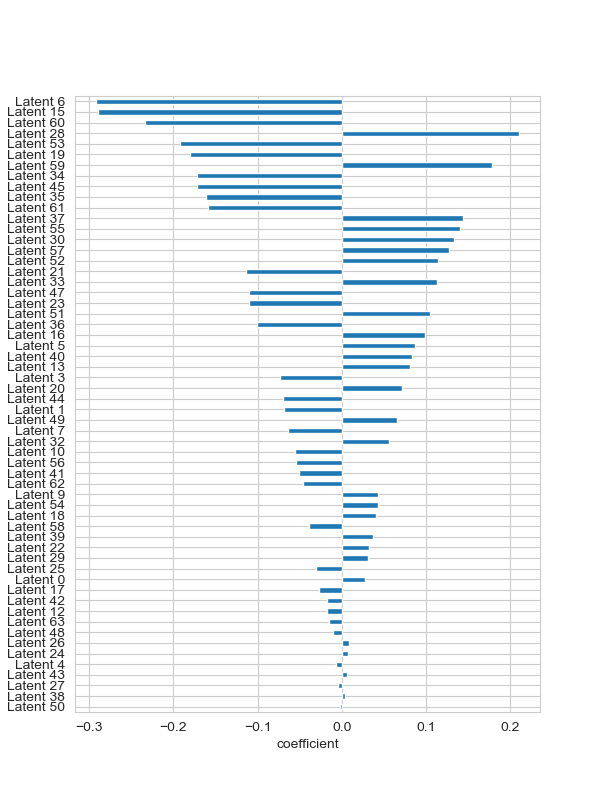 Latent 6
Latent 15
Latent 60
Latent 28
Latent 53
Latent 19
Latent 59
Latent 34
Latent 45
Latent 35
Latent 61
Latent 37
Latent 55
Latent 30
Latent 57
Latent 52
Latent 21
Latent 33
Latent 47
Latent 23
Latent 51
Latent 36
Latent 16
Latent 5
Latent 40
Latent 13
Latent 3
Latent 20
Latent 44
Latent 1
Latent 49
Latent 7
Latent 32
Latent 10
Latent 56
Latent 41
Latent 62
Latent 9
Latent 54
Latent 18
Latent 58
Latent 39
Latent 22
Latent 29
Latent 25
Latent 0
Latent 17
Latent 42
Latent 12
Latent 63
Latent 48
Latent 26
Latent 24
Latent 4
Latent 43
Latent 27
Latent 38
Latent 50
−0.3 −0.2 −0.1 0.0 0.1 0.2
coefficient